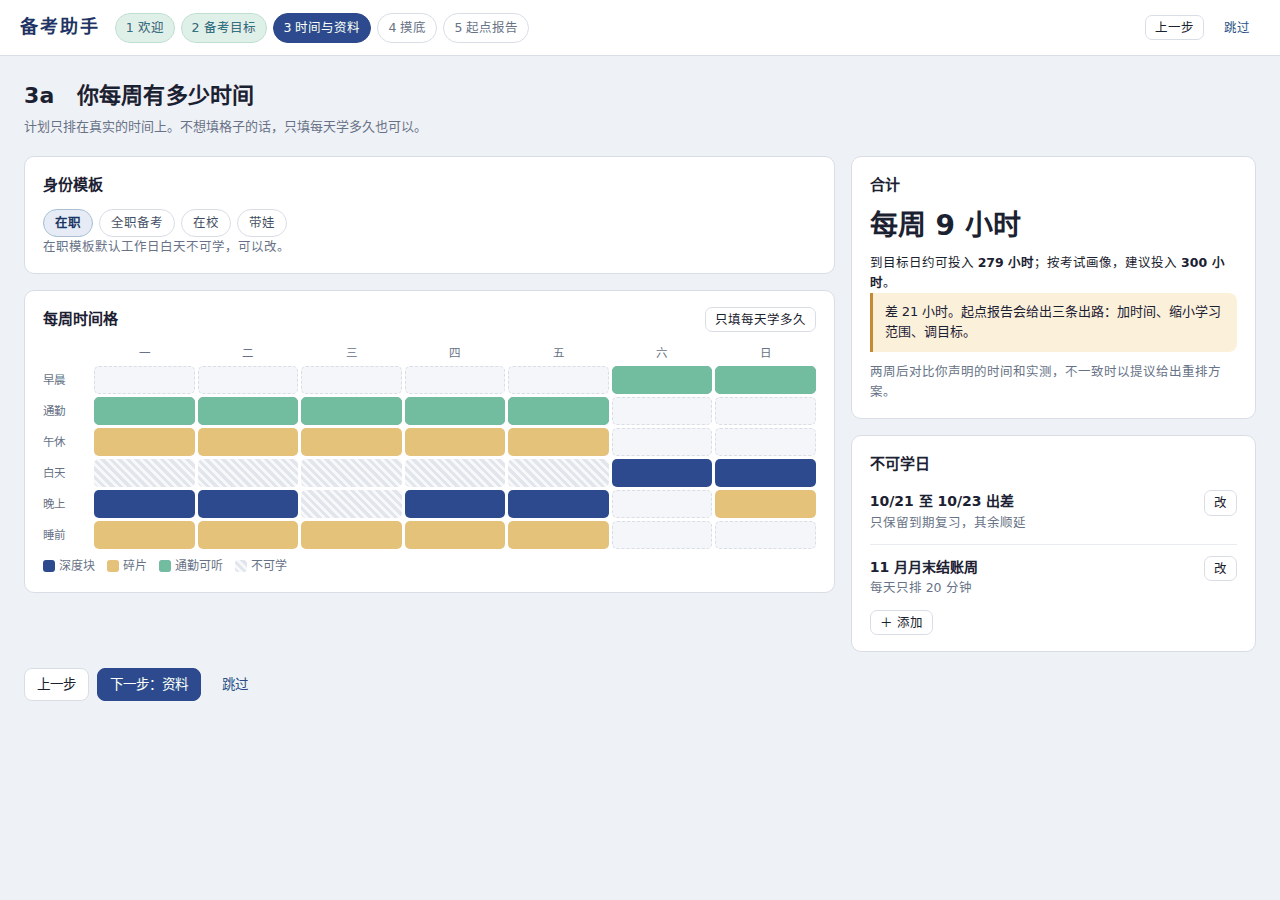 备考助手
1 欢迎
2 备考目标
3 时间与资料
4 摸底
5 起点报告
上一步
跳过
3a 你每周有多少时间
计划只排在真实的时间上。不想填格子的话，只填每天学多久也可以。
身份模板
在职
全职备考
在校
带娃
在职模板默认工作日白天不可学，可以改。
每周时间格
只填每天学多久
一 二 三 四 五 六 日
早晨
通勤
午休
白天
晚上
睡前
深度块 碎片 通勤可听 不可学
合计
每周 9 小时
到目标日约可投入 279 小时；按考试画像，建议投入 300 小
时。
差 21 小时。起点报告会给出三条出路：加时间、缩小学习
范围、调目标。
两周后对比你声明的时间和实测，不一致时以提议给出重排方
案。
不可学日
10/21 至 10/23 出差
改
只保留到期复习，其余顺延
11 月月末结账周
改
每天只排 20 分钟
＋ 添加
上一步
下一步：资料
跳过